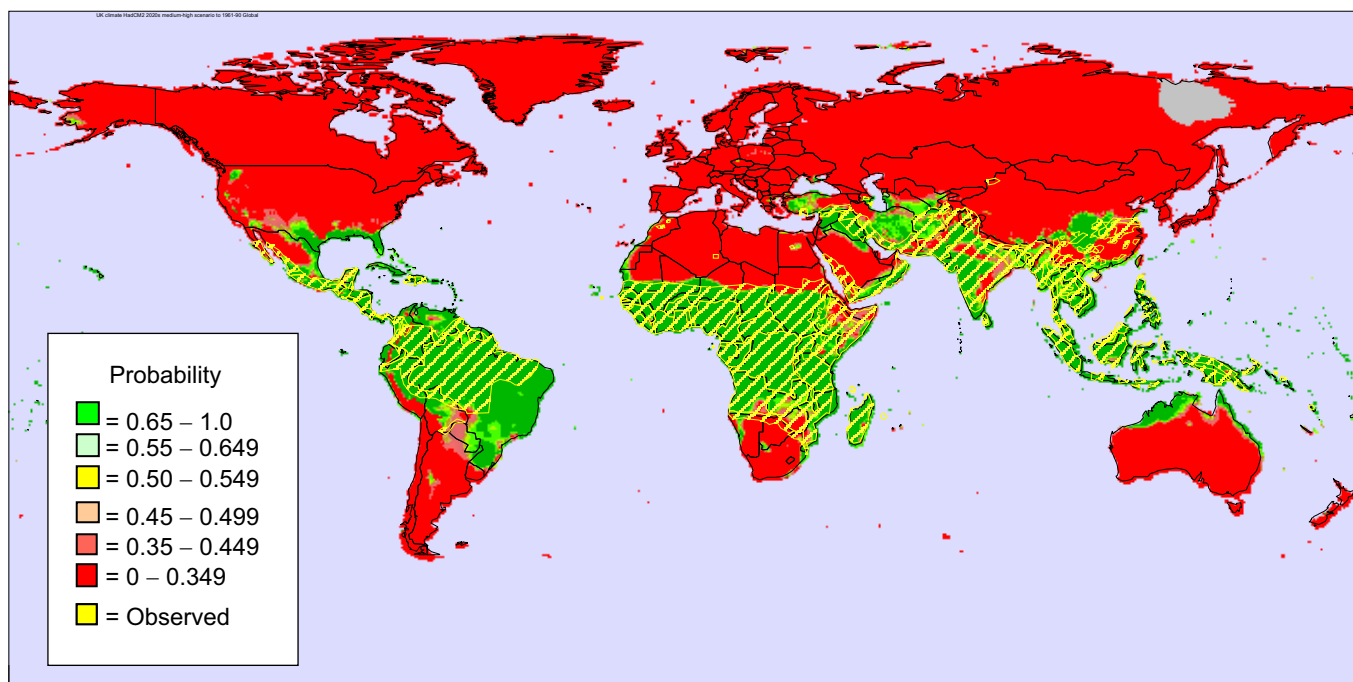 UK climate HadCM2 2020s medium-high scenario to 1961-90 Global
Probability
= 0.65 – 1.0
= 0.55 – 0.649
= 0.50 – 0.549
= 0.45 – 0.499
= 0.35 – 0.449
= 0 – 0.349
= Observed